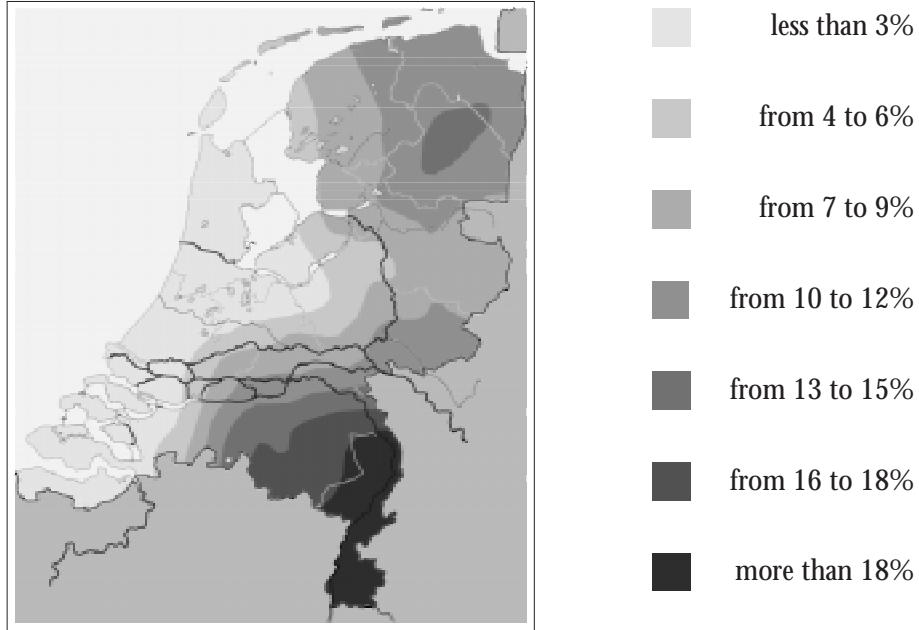 less than 3%
from 4 to 6%
from 7 to 9%
from 10 to 12%
from 13 to 15%
from 16 to 18%
more than 18%